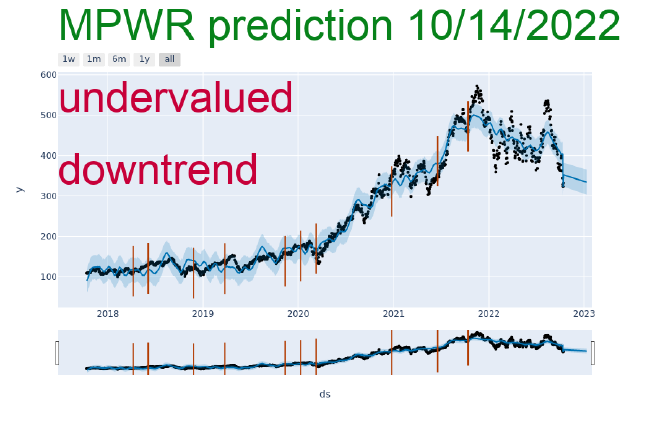 MPWR prediction 10/14/2022
1w 1m 6m 1y all
600
undervalued
500
400
downtrend
y
300
200
100
2018 2019 2020 2021 2022 2023
ds